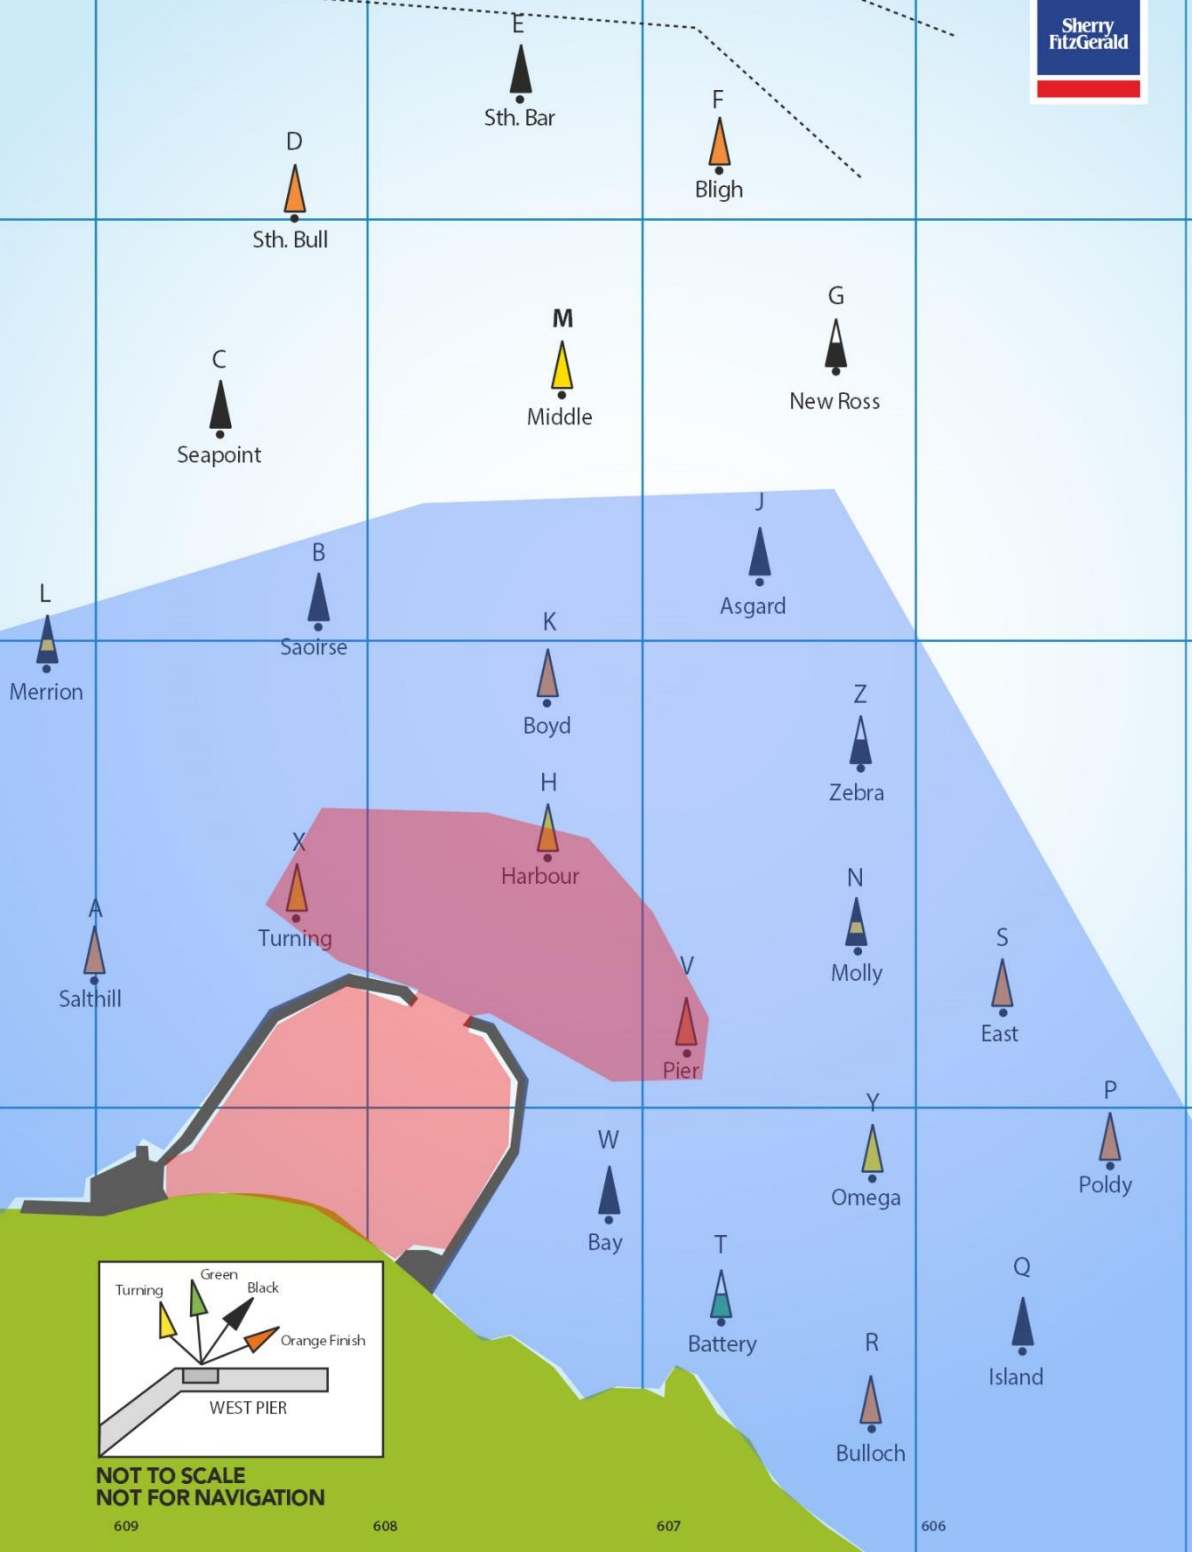 Sherry
FitzGerald
E
Sth. Bar
F
Bligh
D
Sth. Bull
G
New Ross
M
Middle
C
Seapoint
J
Asgard
B
Saoirse
L
Merrion
K
Boyd
Z
Zebra
H
Harbour
X
Turning
N
Molly
A
Salthill
S
East
V
Pier
Y
Omega
P
Poldy
W
Bay
T
Battery
Q
Island
R
Bulloch
Turning
Green
Black
Orange Finish
WEST PIER
NOT TO SCALE
NOT FOR NAVIGATION
609
608
607
606